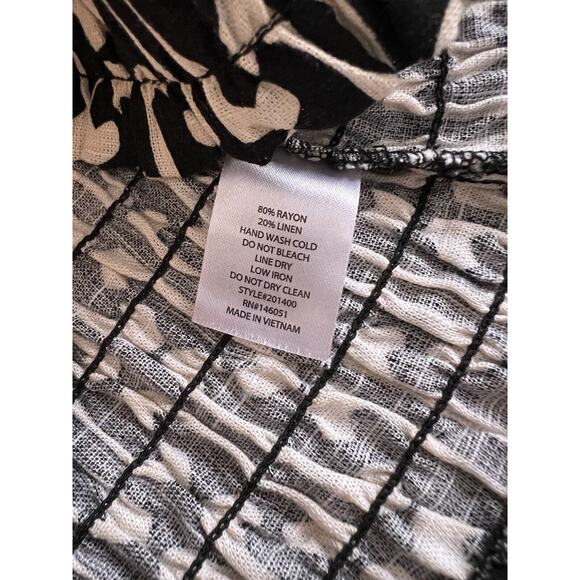 80% RAYON
20% LINEN
HAND WASH COLD
DO NOT BLEACH
LINE DRY
LOW IRON
DO NOT DRY CLEAN
STYLE#201400
RN#146051
MADE IN VIETNAM